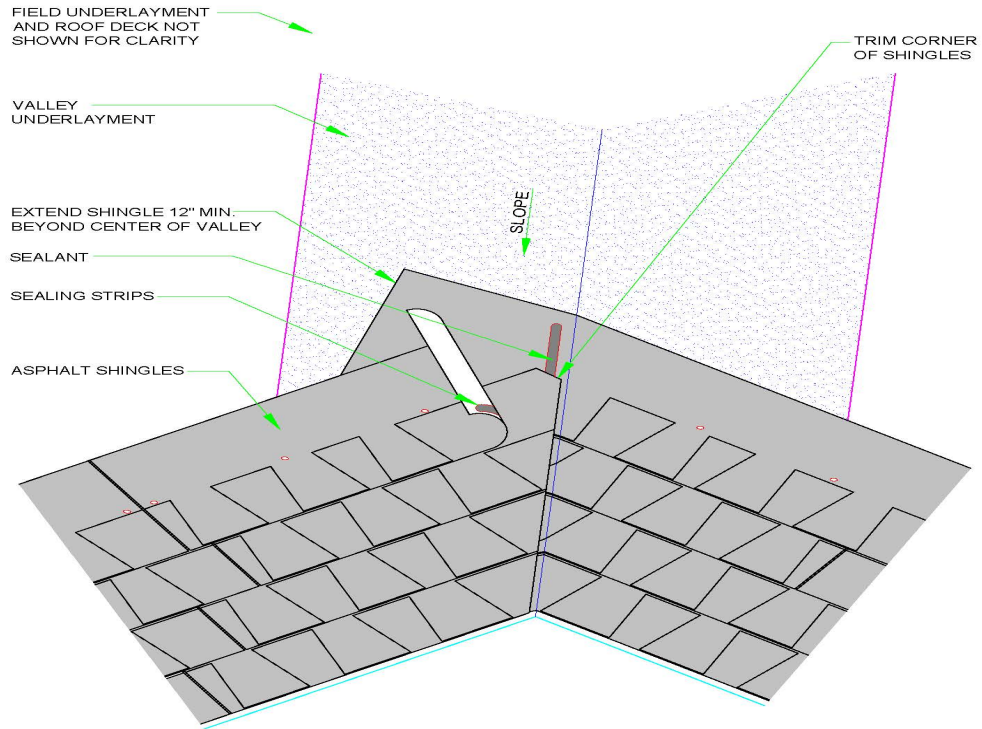 FIELD UNDERLAYMENT
AND ROOF DECK NOT
SHOWN FOR CLARITY
TRIM CORNER
OF SHINGLES
VALLEY
UNDERLAYMENT
SLOPE
EXTEND SHINGLE 12" MIN.
BEYOND CENTER OF VALLEY
SEALANT
SEALING STRIPS
ASPHALT SHINGLES